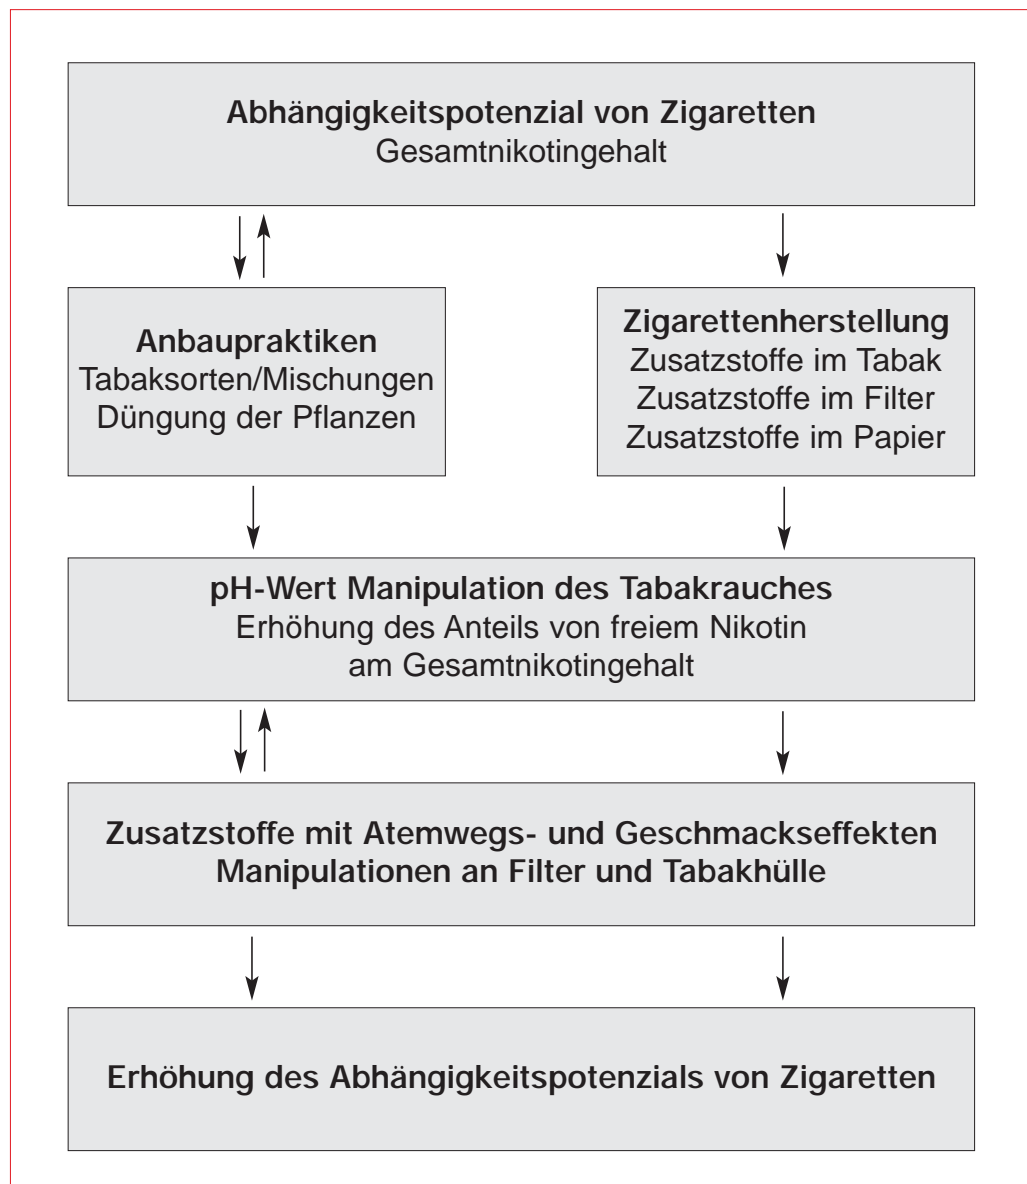 Abhängigkeitspotenzial von Zigaretten
Gesamtnikotingehalt
Anbaupraktiken
Tabaksorten/Mischungen
Düngung der Pflanzen
Zigarettenherstellung
Zusatzstoffe im Tabak
Zusatzstoffe im Filter
Zusatzstoffe im Papier
pH-Wert Manipulation des Tabakrauches
Erhöhung des Anteils von freiem Nikotin
am Gesamtnikotingehalt
Zusatzstoffe mit Atemwegs- und Geschmackseffekten
Manipulationen an Filter und Tabakhülle
Erhöhung des Abhängigkeitspotenzials von Zigaretten